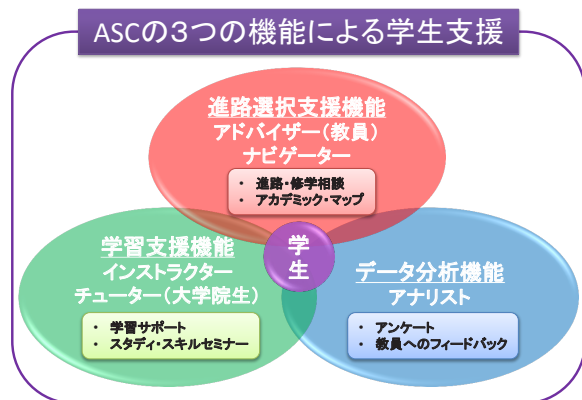 ASCの3つの機能による学生支援
進路選択支援機能
アドバイザー(教員)
ナビゲーター
・ 進路・修学相談
・ アカデミック・マップ
学生
学習支援機能
インストラクター
チューター(大学院生)
・ 学習サポート
・ スタディ・スキルセミナー
データ分析機能
アナリスト
・ アンケート
・ 教員へのフィードバック